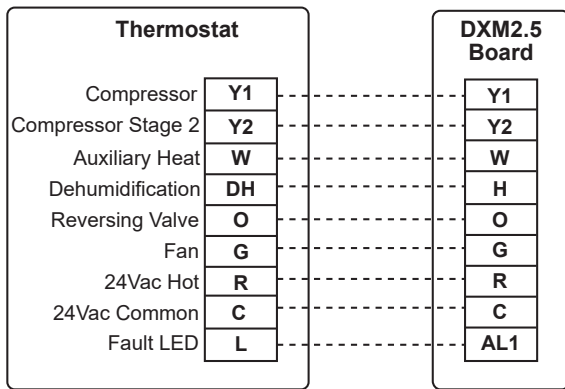 Thermostat
DXM2.5
Board
Compressor Y1 Y1
Compressor Stage 2 Y2 Y2
Auxiliary Heat W W
Dehumidification DH H
Reversing Valve O O
Fan G G
24Vac Hot R R
24Vac Common C C
Fault LED L AL1